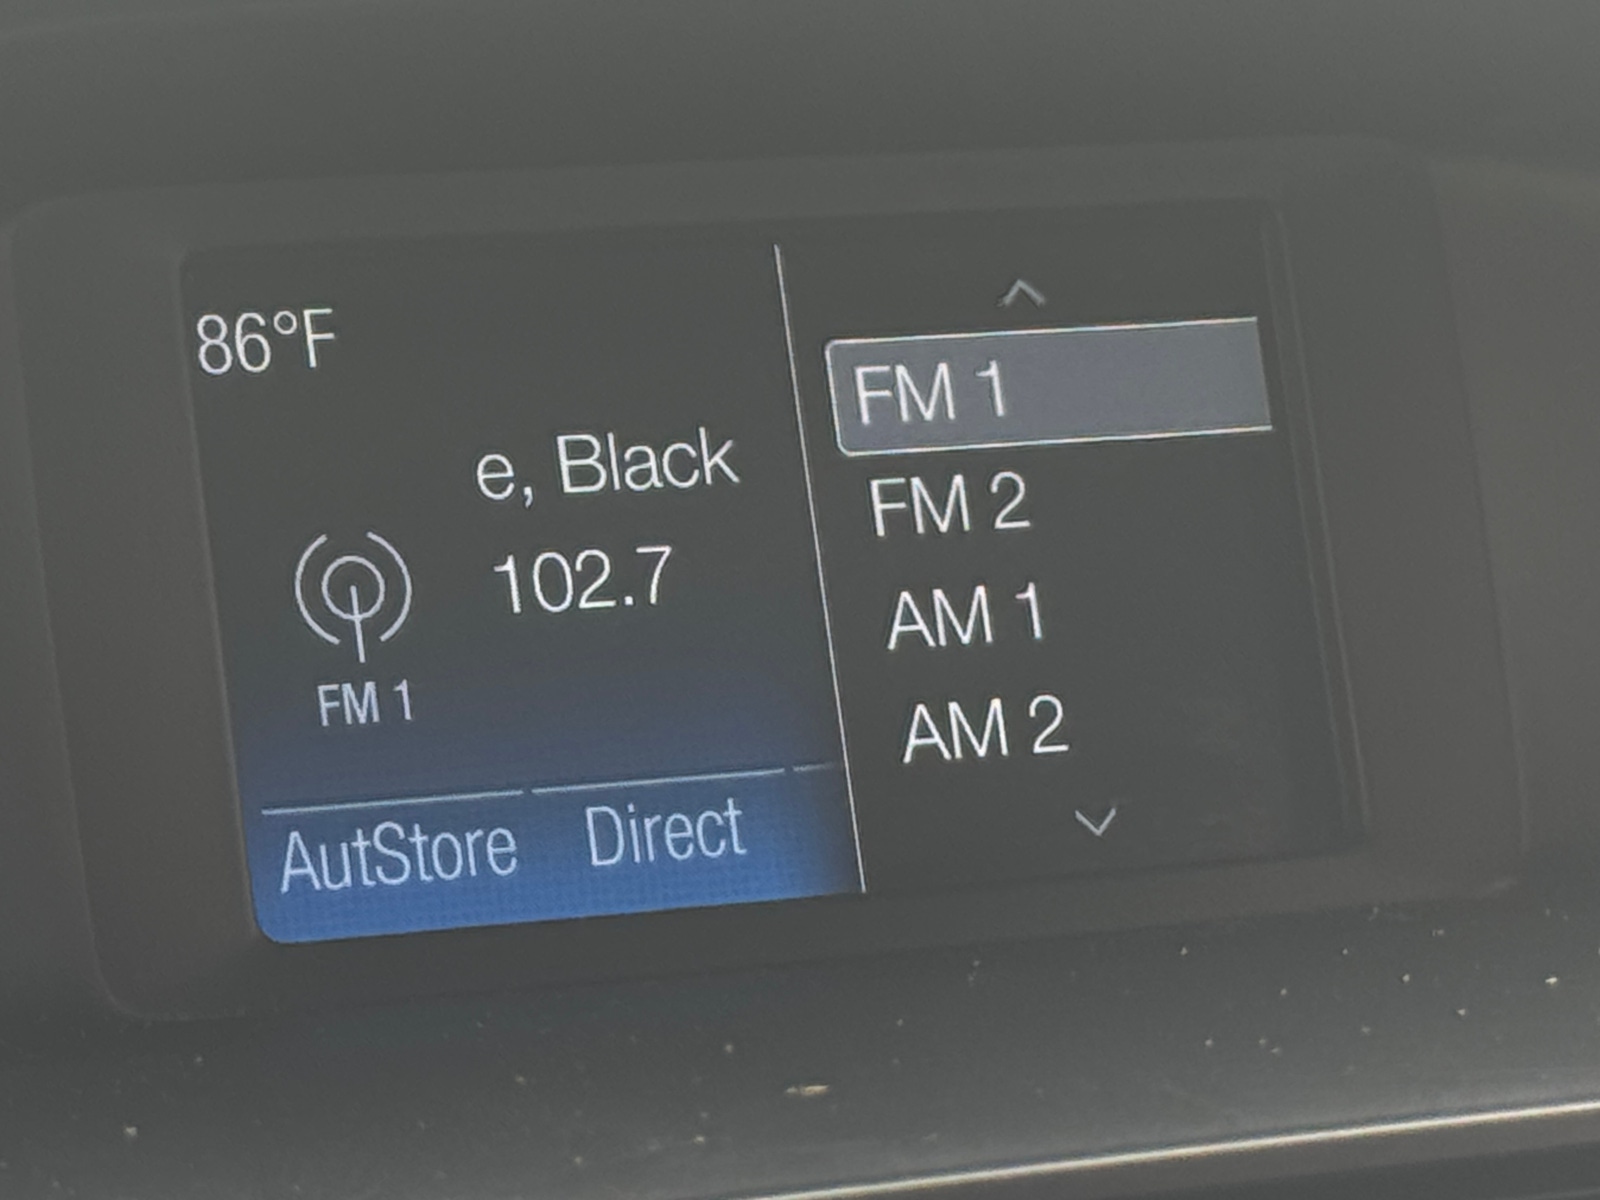 86°F
e, Black
102.7
FM 1
AutStore Direct
FM 1
FM 2
AM 1
AM 2